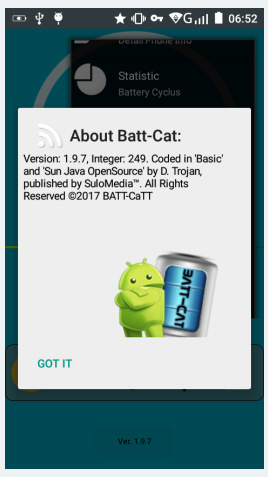 G 06:52
Detail Phone Info
Statistic
Battery Cyclus
About Batt-Cat:
Version: 1.9.7, Integer: 249. Coded in 'Basic'
and 'Sun Java OpenSource' by D. Trojan,
published by SuloMedia™. All Rights
Reserved ©2017 BATT-CaTT
BATT-CAT
GOT IT
Ver. 1.9.7